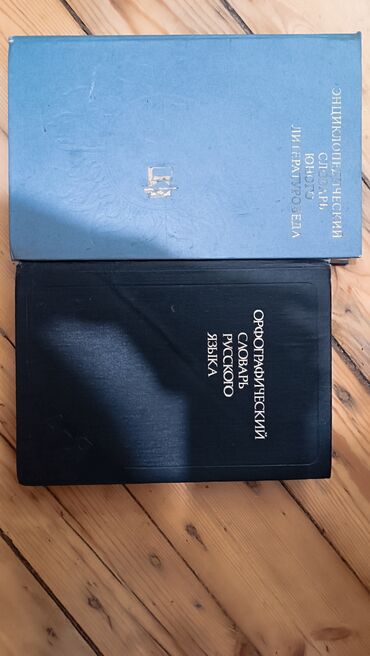 ЭНЦИКЛОПЕДИЧЕСКИЙ
СЛОВАРЬ
ЮНОГО
ЛИТЕРАТУРОВЕДА
ОРФОГРАФИЧЕСКИЙ
СЛОВАРЬ
РУССКОГО
ЯЗЫКА